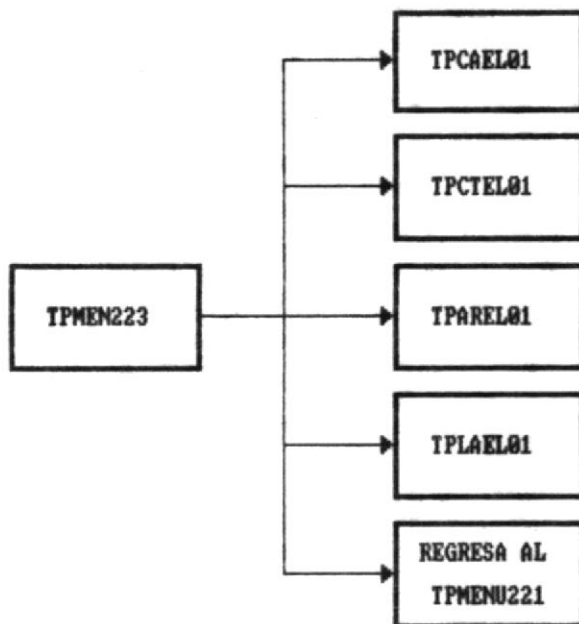 TPCAEL01
TPCTEL01
TPMEN223
TPAREL01
TPLAEL01
REGRESA AL
TPMENU221